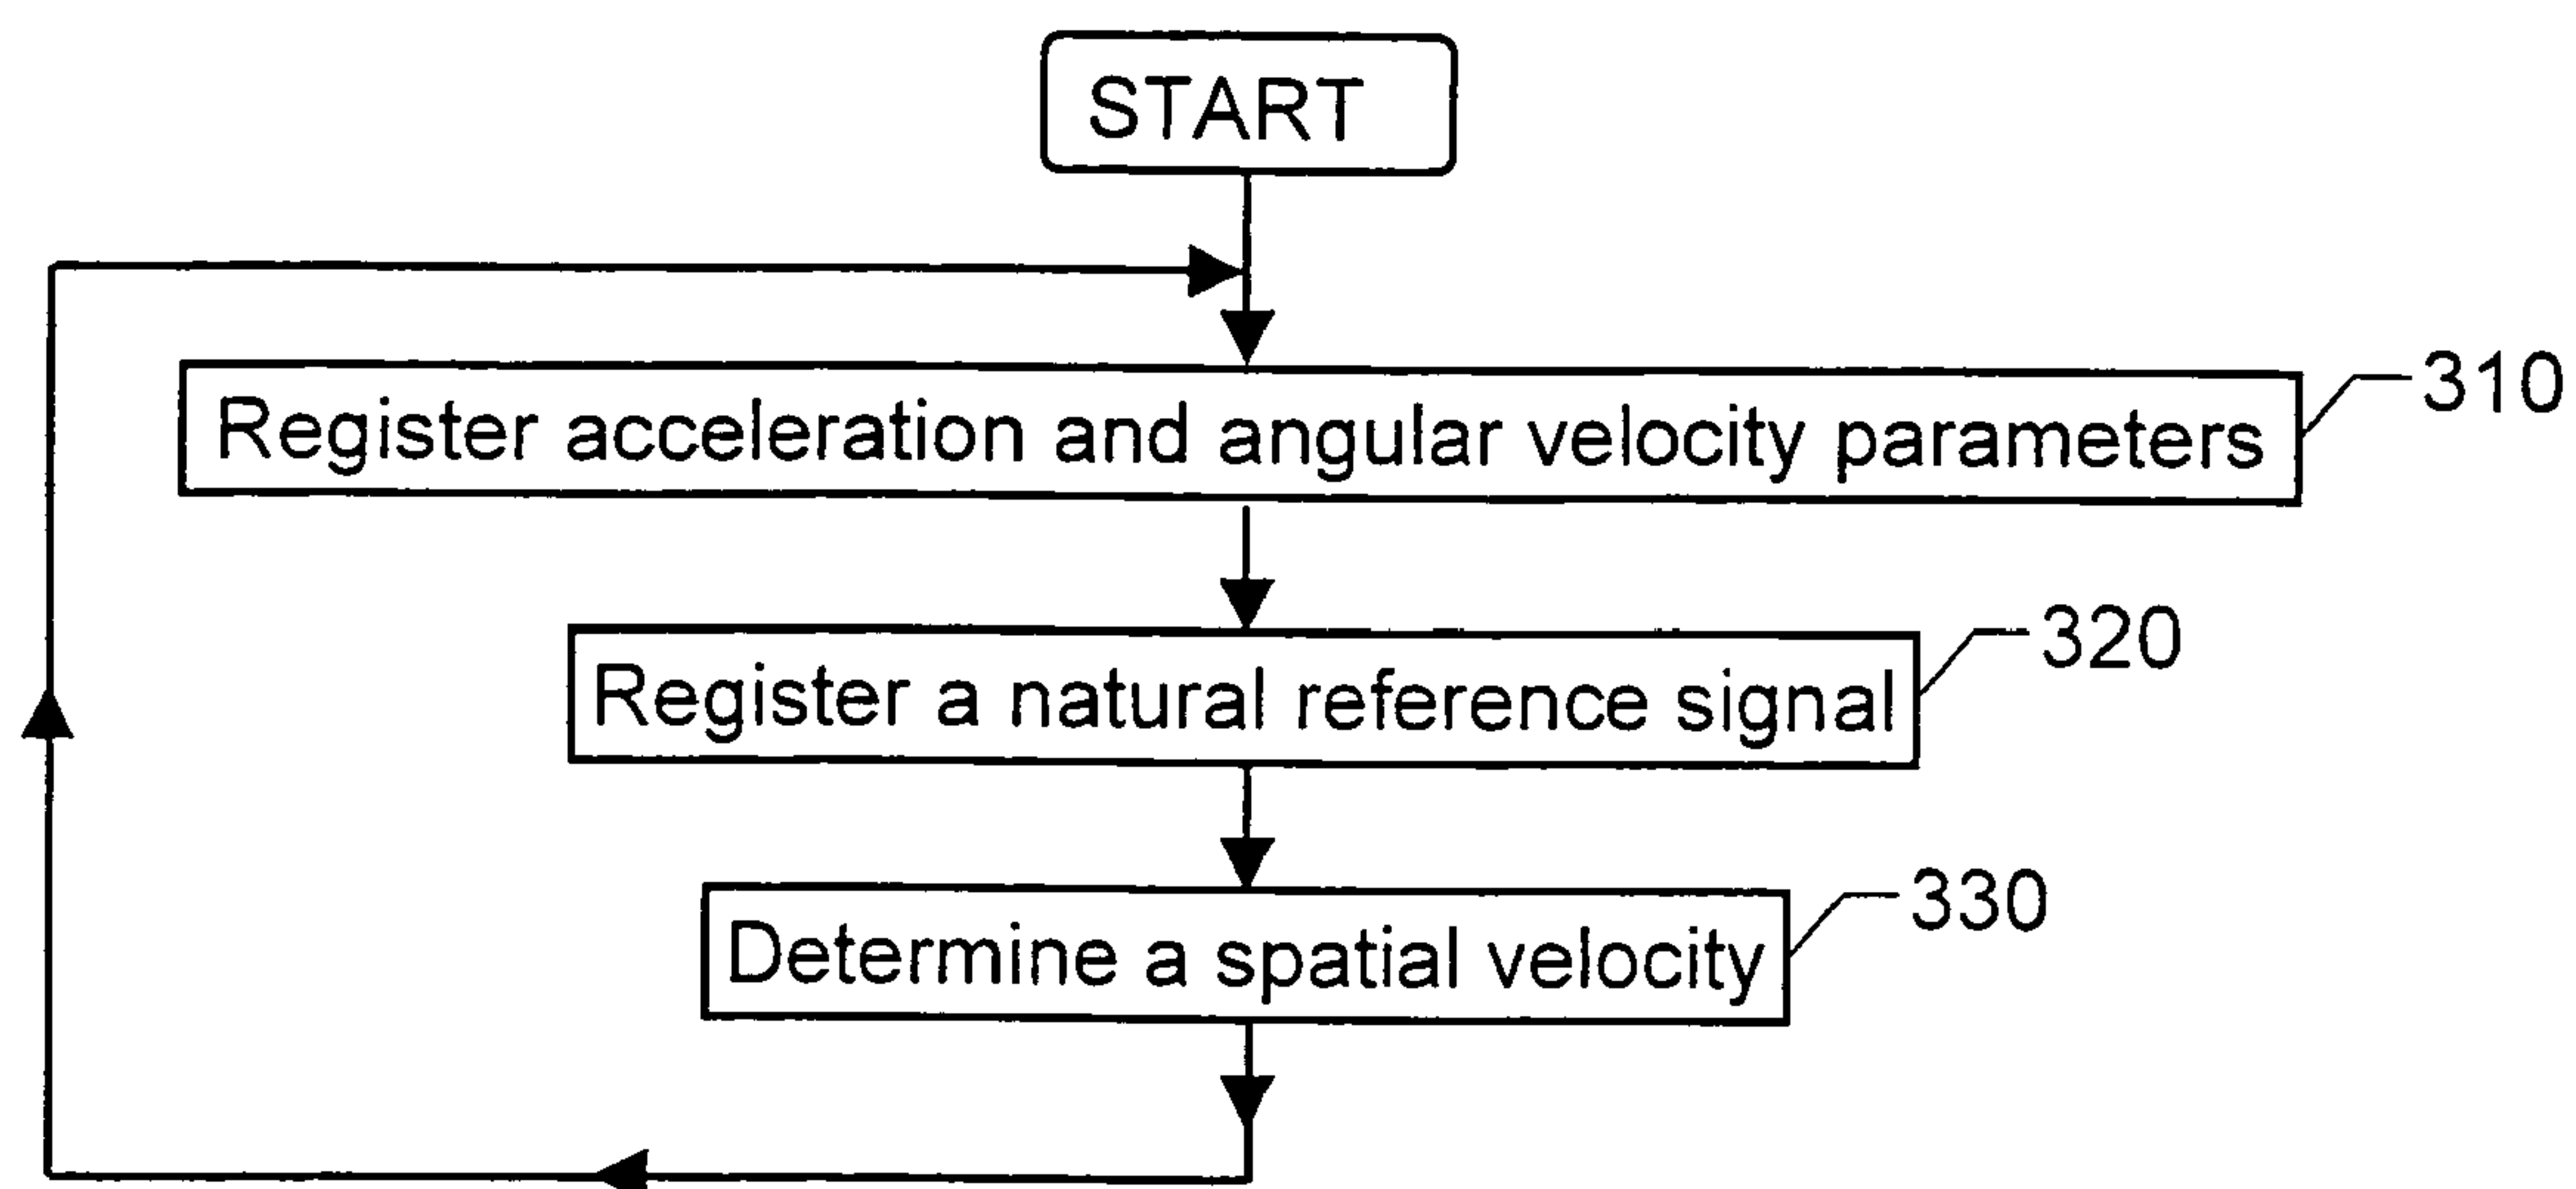 START
Register acceleration and angular velocity parameters
310
Register a natural reference signal
320
Determine a spatial velocity
330